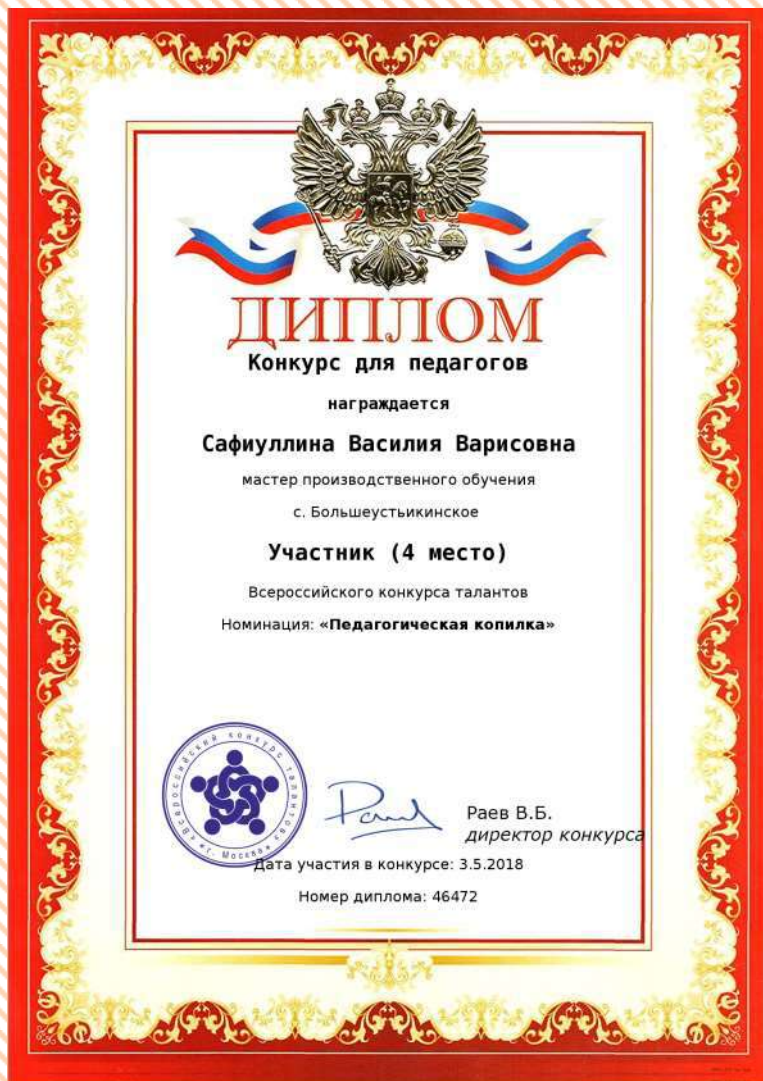 ДИПЛОМ
Конкурс для педагогов
награждается
Сафиуллина Василия Варисовна
мастер производственного обучения
с. Большеустьикинское
Участник (4 место)
Всероссийского конкурса талантов
Номинация: «Педагогическая копилка»
«Всероссийский конкурс талантов»
* г. Москва *
Раев В.Б.
директор конкурса
Дата участия в конкурсе: 3.5.2018
Номер диплома: 46472